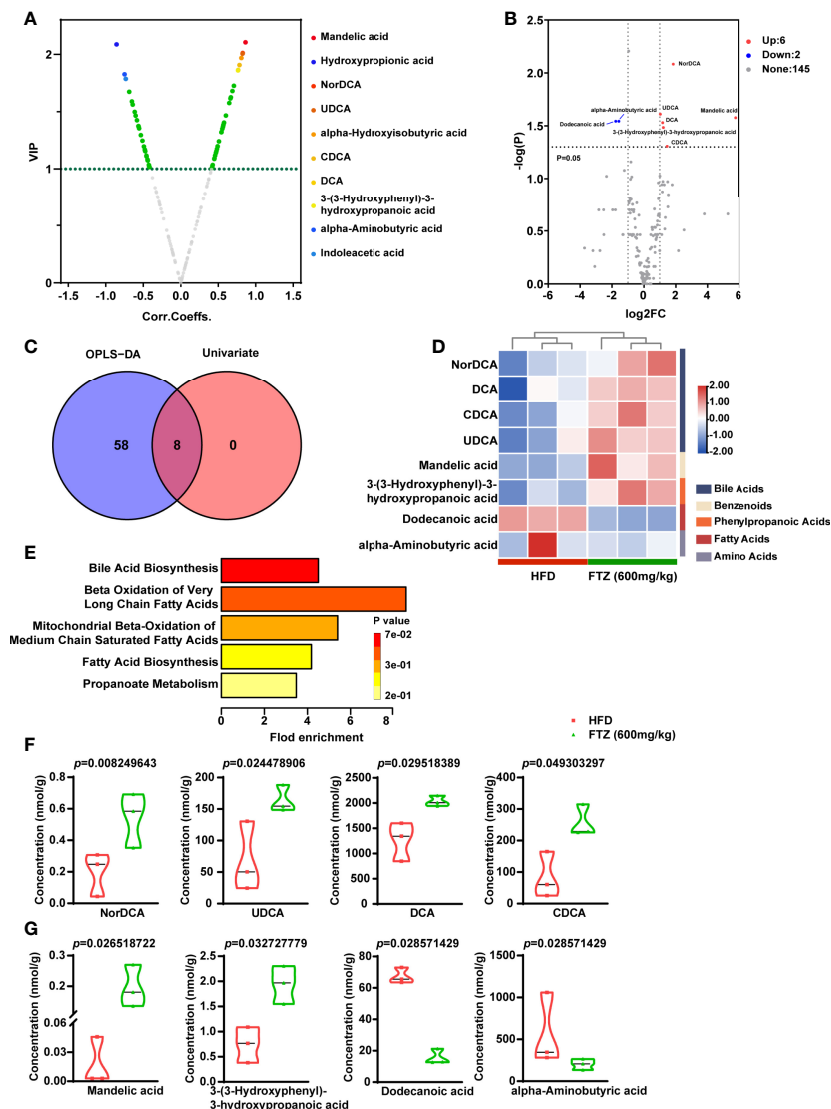 A
VIP
2
1
0
-1.5
-1.0
-0.5
0.0
0.5
1.0
1.5
Corr.Coeffs.
Mandelic acid
Hydroxypropionic acid
NorDCA
UDCA
alpha-Hydroxyisobutyric acid
CDCA
DCA
3-(3-Hydroxyphenyl)-3-
hydroxypropanoic acid
alpha-Aminobutyric acid
Indoleacetic acid
B
-log(P)
2.5
2.0
1.5
1.0
0.5
0.0
-6
-4
-2
0
2
4
6
log2FC
NorDCA
alpha-Aminobutyric acid
UDCA
Mandelic acid
Dodecanoic acid
DCA
3-(3-Hydroxyphenyl)-3-hydroxypropanoic acid
CDCA
P=0.05
Up:6
Down:2
None:145
C
OPLS-DA
Univariate
58
8
0
D
NorDCA
DCA
CDCA
UDCA
Mandelic acid
3-(3-Hydroxyphenyl)-3-
hydroxypropanoic acid
Dodecanoic acid
alpha-Aminobutyric acid
HFD
FTZ (600mg/kg)
2.00
1.00
0.00
-1.00
-2.00
Bile Acids
Benzenoids
Phenylpropanoic Acids
Fatty Acids
Amino Acids
E
Bile Acid Biosynthesis
Beta Oxidation of Very
Long Chain Fatty Acids
Mitochondrial Beta-Oxidation of
Medium Chain Saturated Fatty Acids
Fatty Acid Biosynthesis
Propanoate Metabolism
0
2
4
6
8
Flod enrichment
P value
7e-02
3e-01
2e-01
HFD
FTZ (600mg/kg)
F
p=0.008249643
Concentration (nmol/g)
0.8
0.6
0.4
0.2
0.0
NorDCA
p=0.024478906
Concentration (nmol/g)
200
150
100
50
0
UDCA
p=0.029518389
Concentration (nmol/g)
2500
2000
1500
1000
500
0
DCA
p=0.049303297
Concentration (nmol/g)
400
300
200
100
0
CDCA
G
p=0.026518722
Concentration (nmol/g)
0.3
0.2
0.06
0.03
0.00
Mandelic acid
p=0.032727779
Concentration (nmol/g)
2.5
2.0
1.5
1.0
0.5
0.0
3-(3-Hydroxyphenyl)-
3-hydroxypropanoic acid
p=0.028571429
Concentration (nmol/g)
80
60
40
20
0
Dodecanoic acid
p=0.028571429
Concentration (nmol/g)
1500
1000
500
0
alpha-Aminobutyric acid